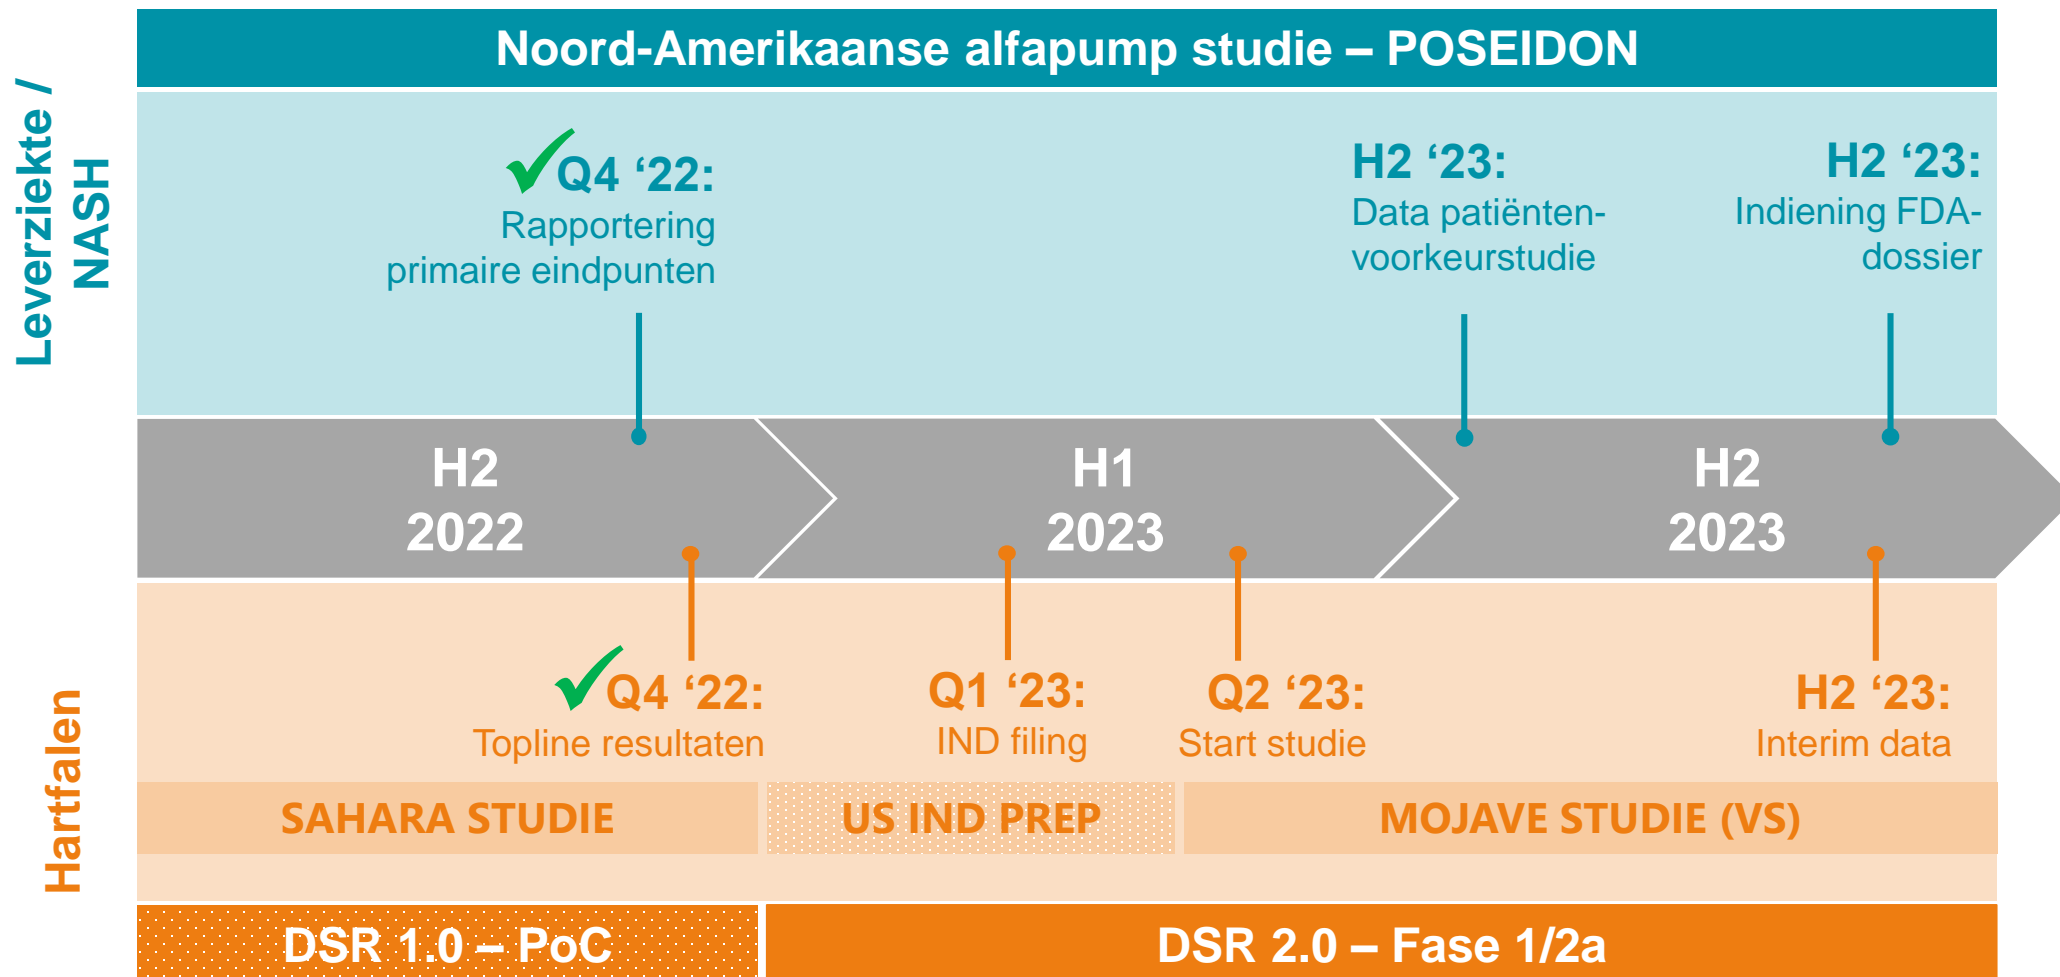 Noord-Amerikaanse alfapump studie – POSEIDON
Leverziekte /
NASH
Q4 ‘22:
Rapportering
primaire eindpunten
H2 ‘23:
Data patiënten-
voorkeurstudie
H2 ‘23:
Indiening FDA-
dossier
H2
2022
H1
2023
H2
2023
Hartfalen
Q4 ‘22:
Topline resultaten
Q1 ‘23:
IND filing
Q2 ‘23:
Start studie
H2 ‘23:
Interim data
SAHARA STUDIE
US IND PREP
MOJAVE STUDIE (VS)
DSR 1.0 – PoC
DSR 2.0 – Fase 1/2a